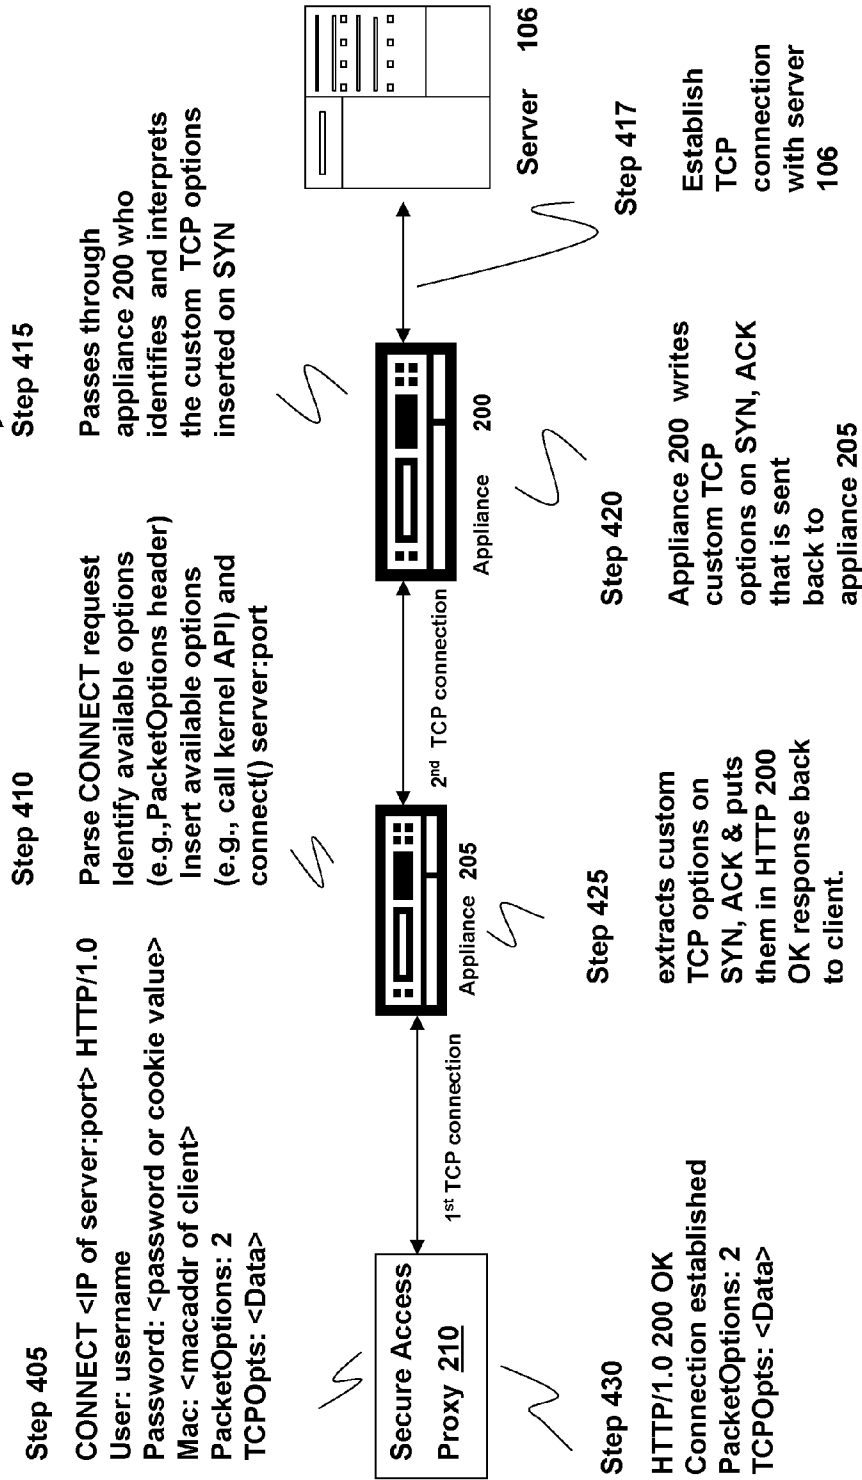 Step 405
CONNECT <IP of server:port> HTTP/1.0
User: username
Password: <password or cookie value>
Mac: <macaddr of client>
PacketOptions: 2
TCPOpts: <Data>
Step 410
Parse CONNECT request
Identify available options
(e.g.,PacketOptions header)
Insert available options
(e.g., call kernel API) and
connect() server:port
Step 415
Passes through
appliance 200 who
identifies and interprets
the custom TCP options
inserted on SYN
Secure Access
Proxy 210
1st TCP connection
Appliance 205
2nd TCP connection
Appliance 200
Server 106
Step 430
HTTP/1.0 200 OK
Connection established
PacketOptions: 2
TCPOpts: <Data>
Step 425
extracts custom
TCP options on
SYN, ACK & puts
them in HTTP 200
OK response back
to client.
Step 420
Appliance 200 writes
custom TCP
options on SYN, ACK
that is sent
back to
appliance 205
Step 417
Establish
TCP
connection
with server
106